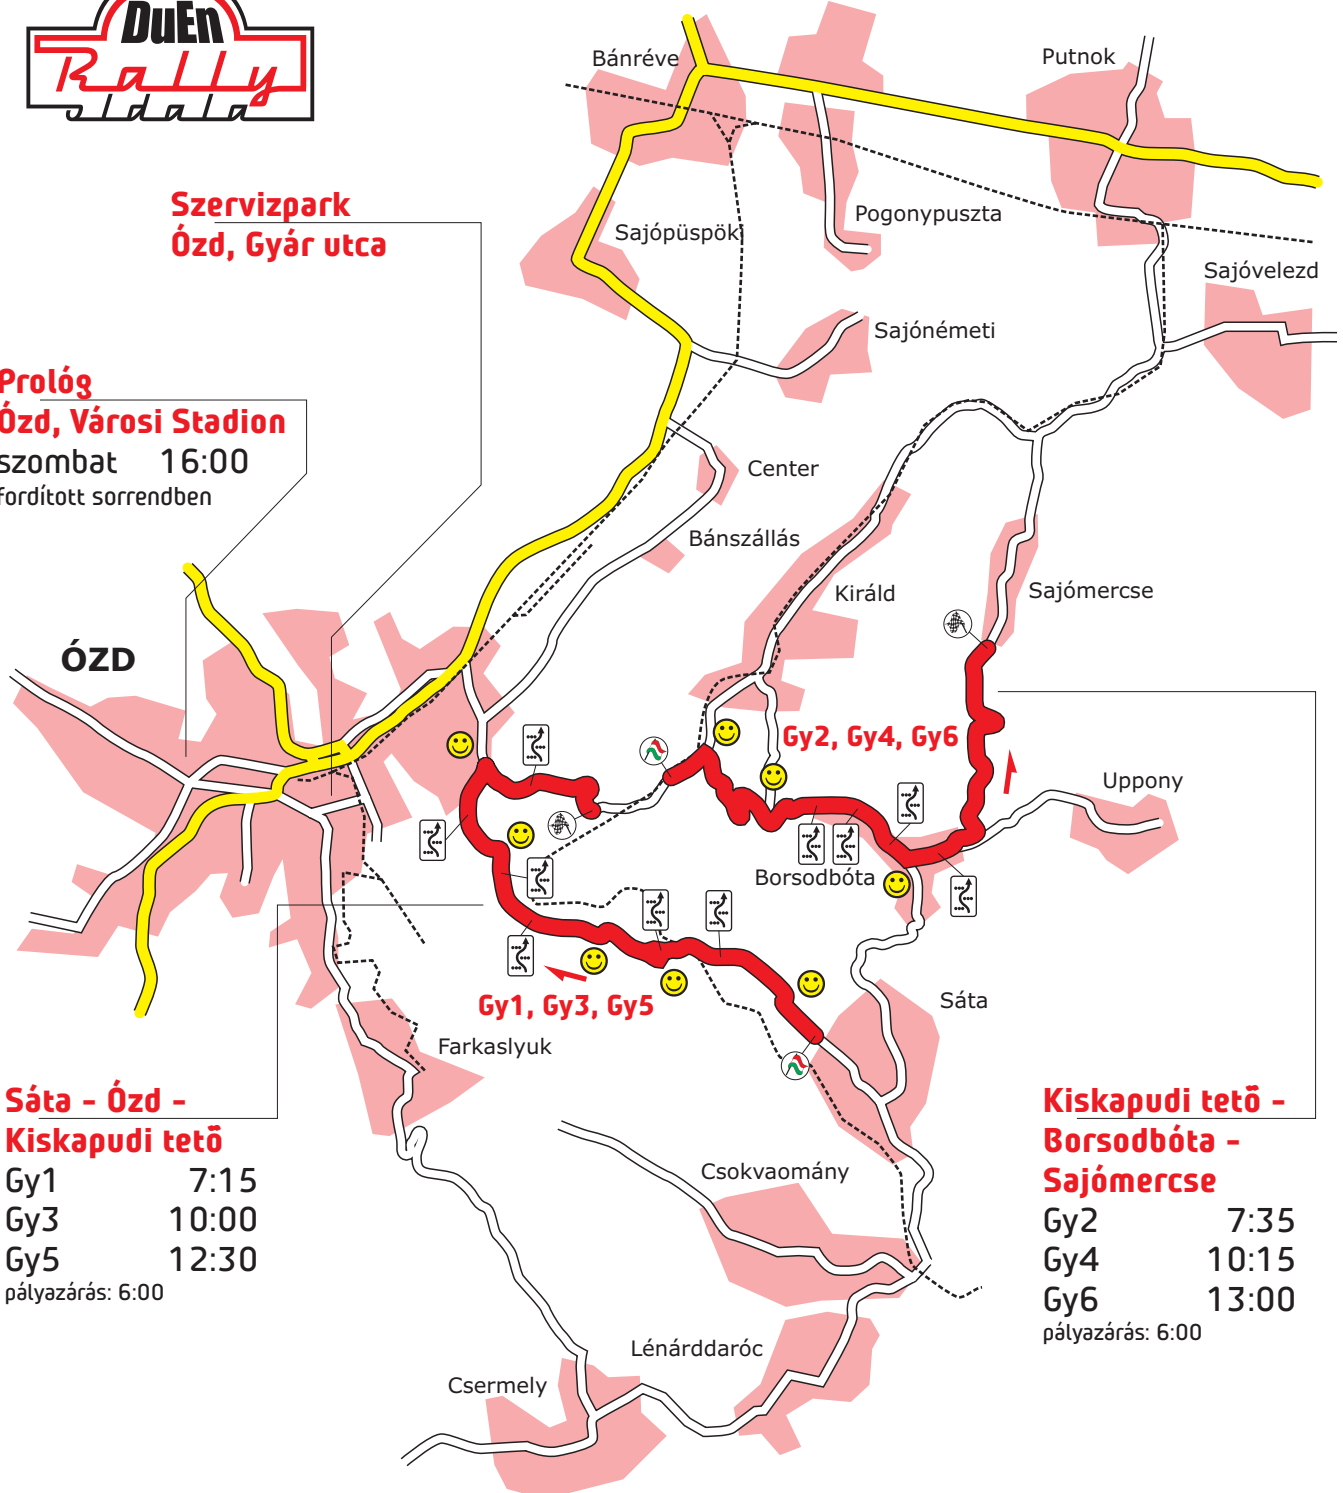 DuEn
Rally
oldala
Szervizpark
Ózd, Gyár utca
Prológ
Ózd, Városi Stadion
szombat 16:00
fordított sorrendben
Bánréve
Putnok
Sajópüspöki
Pogonypuszta
Sajóvelezd
Sajónémeti
Center
Bánszállás
Királd
Sajómercse
ÓZD
Gy2, Gy4, Gy6
Uppony
Borsodbóta
Gy1, Gy3, Gy5
Sáta
Farkaslyuk
Sáta - Ózd -
Kiskapudi tető
Gy1 7:15
Gy3 10:00
Gy5 12:30
pályazárás: 6:00
Kiskapudi tető -
Borsodbóta -
Sajómercse
Gy2 7:35
Gy4 10:15
Gy6 13:00
pályazárás: 6:00
Csokvaomány
Lénárddaróc
Csermely